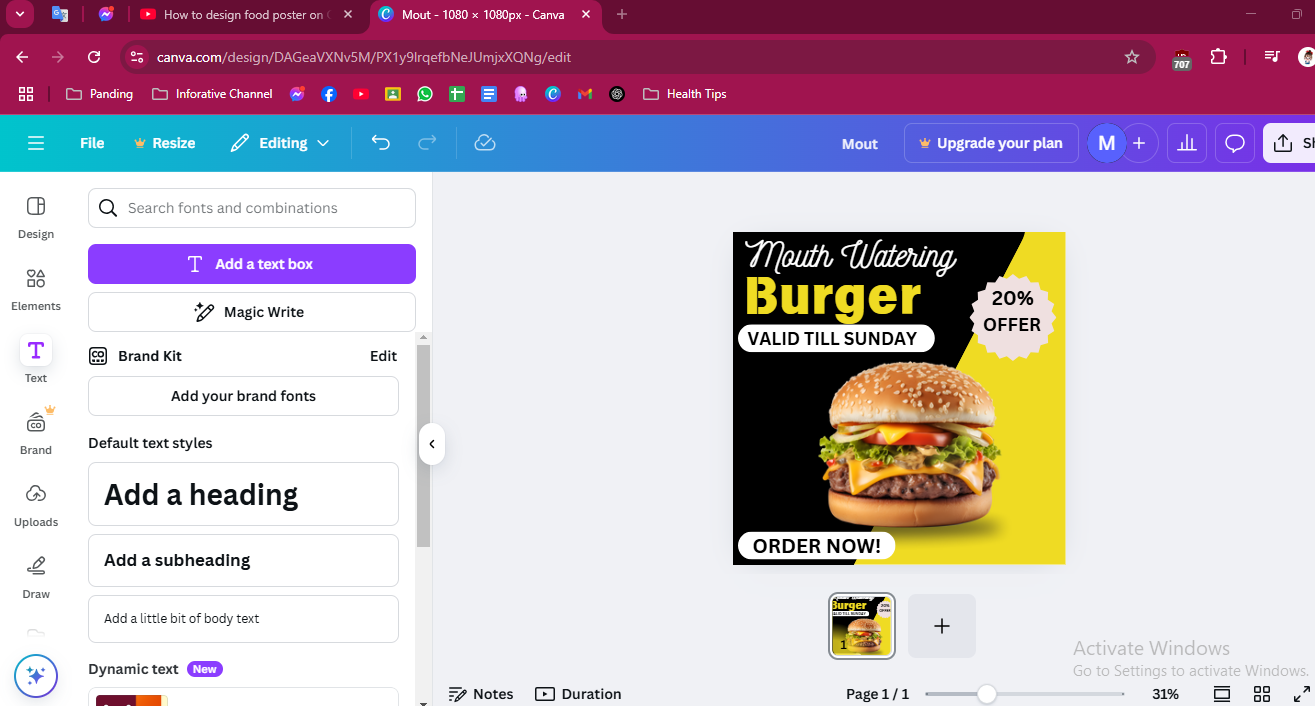 How to design food poster on
Mout - 1080 × 1080px - Canva
canva.com/design/DAGeaVXNv5M/PX1y9IrqefbNeJUmjxXQNg/edit
707
Panding
Inforative Channel
Health Tips
File
Resize
Editing
Mout
Upgrade your plan
M
Design
Elements
Text
Brand
Uploads
Draw
Search fonts and combinations
Add a text box
Magic Write
Brand Kit
Edit
Add your brand fonts
Default text styles
Add a heading
Add a subheading
Add a little bit of body text
Dynamic text
New
Mouth Watering
Burger
VALID TILL SUNDAY
20%
OFFER
ORDER NOW!
Burger
1
Activate Windows
Go to Settings to activate Windows.
Notes
Duration
Page 1 / 1
31%